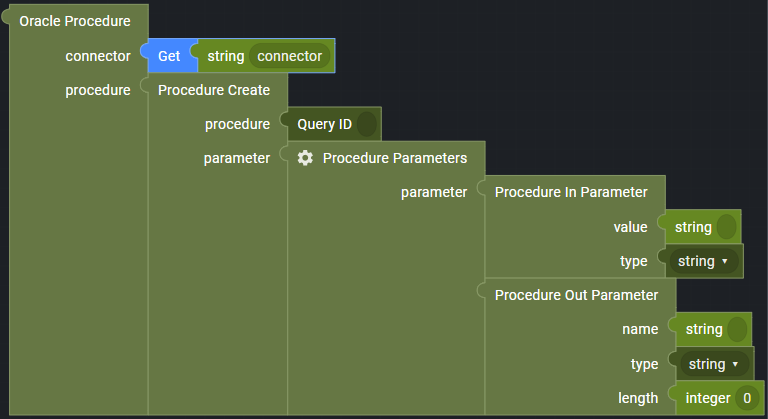 Oracle Procedure
connector Get string connector
procedure Procedure Create
procedure Query ID
parameter Procedure Parameters
parameter Procedure In Parameter
value string
type string
Procedure Out Parameter
name string
type string
length integer 0